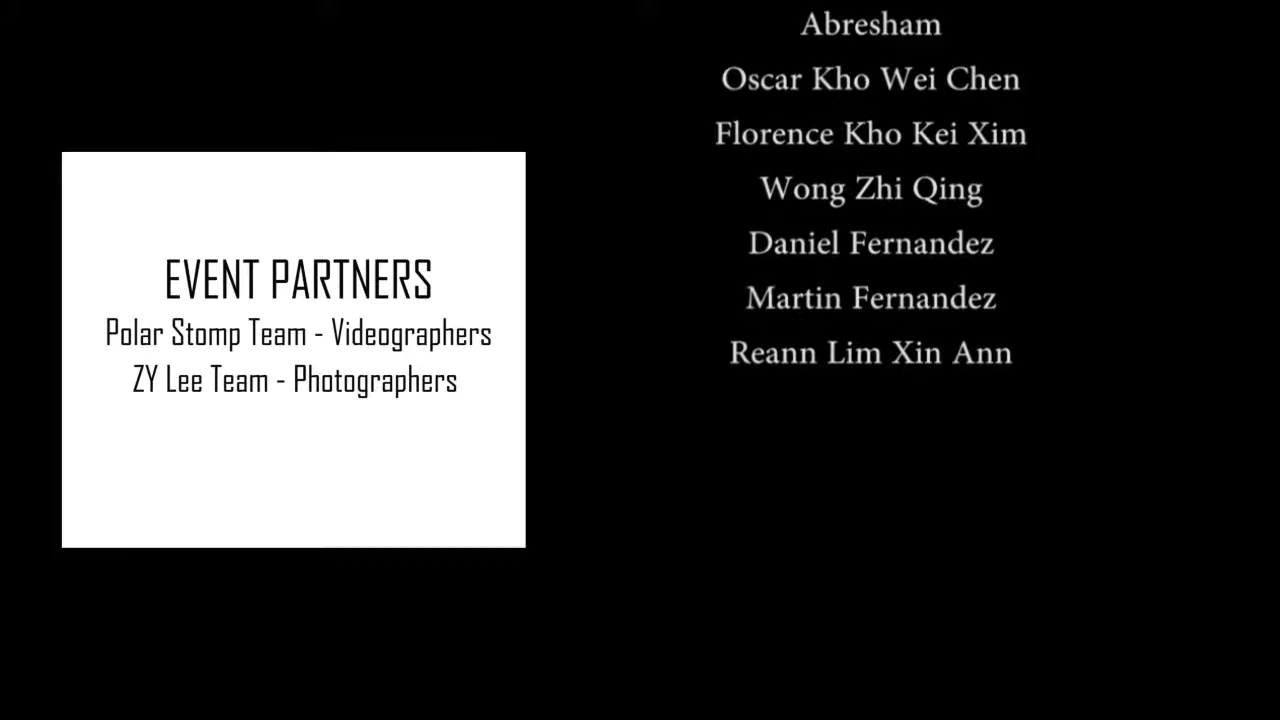 EVENT PARTNERS
Polar Stomp Team - Videographers
ZY Lee Team - Photographers
Abresham
Oscar Kho Wei Chen
Florence Kho Kei Xim
Wong Zhi Qing
Daniel Fernandez
Martin Fernandez
Reann Lim Xin Ann